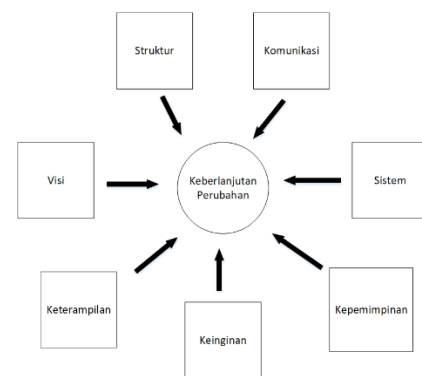 Struktur
Komunikasi
Visi
Keberlanjutan
Perubahan
Sistem
Keterampilan
Keinginan
Kepemimpinan